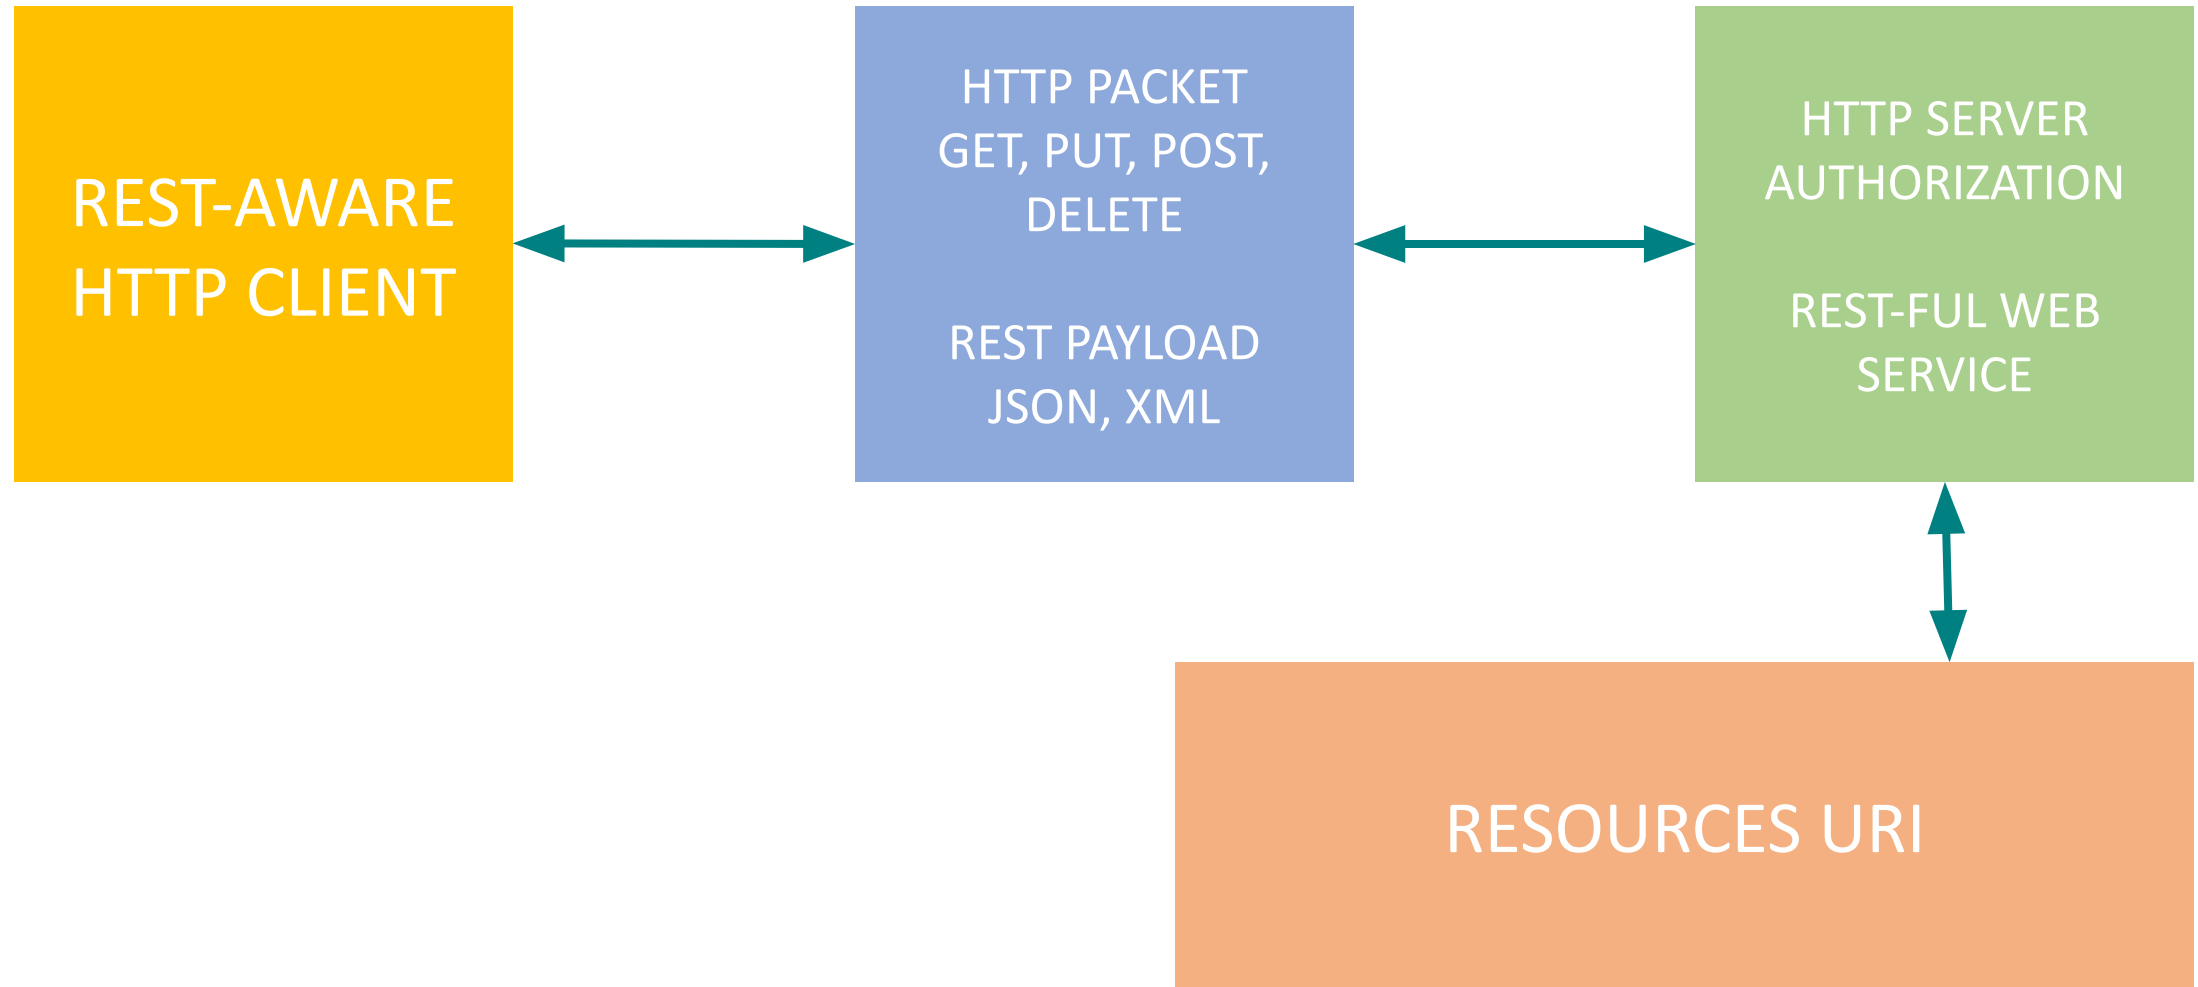 REST-AWARE
HTTP CLIENT
HTTP PACKET
GET, PUT, POST,
DELETE
REST PAYLOAD
JSON, XML
HTTP SERVER
AUTHORIZATION
REST-FUL WEB
SERVICE
RESOURCES URI